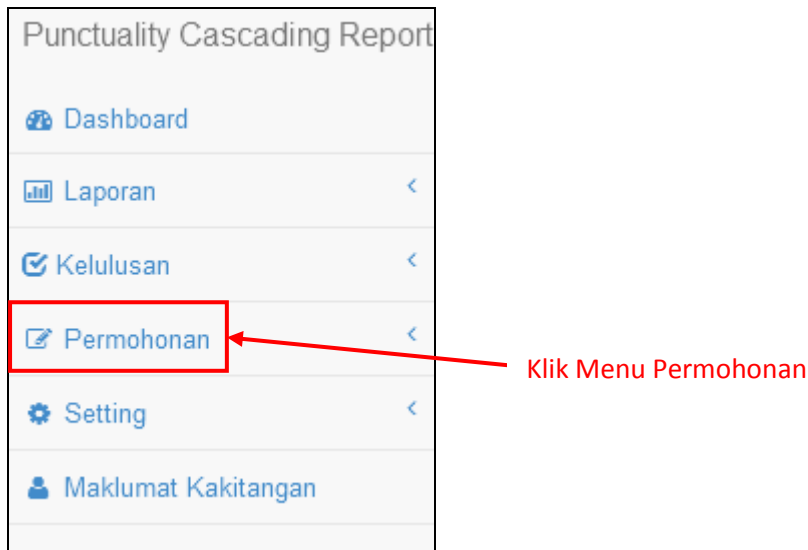 Punctuality Cascading Report
Dashboard
Laporan
Kelulusan
Permohonan
Klik Menu Permohonan
Setting
Maklumat Kakitangan